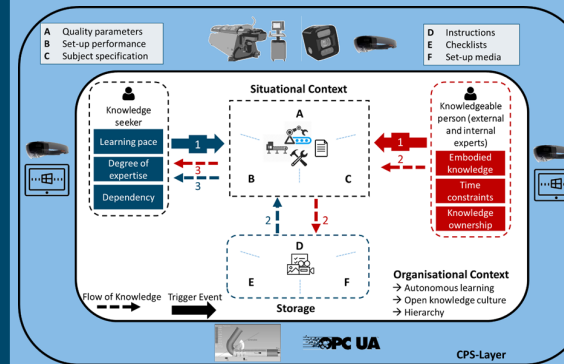 A Quality parameters
B Set-up performance
C Subject specification
D Instructions
E Checklists
F Set-up media
Situational Context
Knowledge
seeker
Learning pace
Degree of
expertise
Dependency
1
3
3
A
B
C
1
2
Knowledgeable
person (external
and internal
experts)
Embodied
knowledge
Time
constraints
Knowledge
ownership
2
2
D
E
F
Storage
Flow of Knowledge
Trigger Event
Organisational Context
→ Autonomous learning
→ Open knowledge culture
→ Hierarchy
OPC UA
CPS-Layer